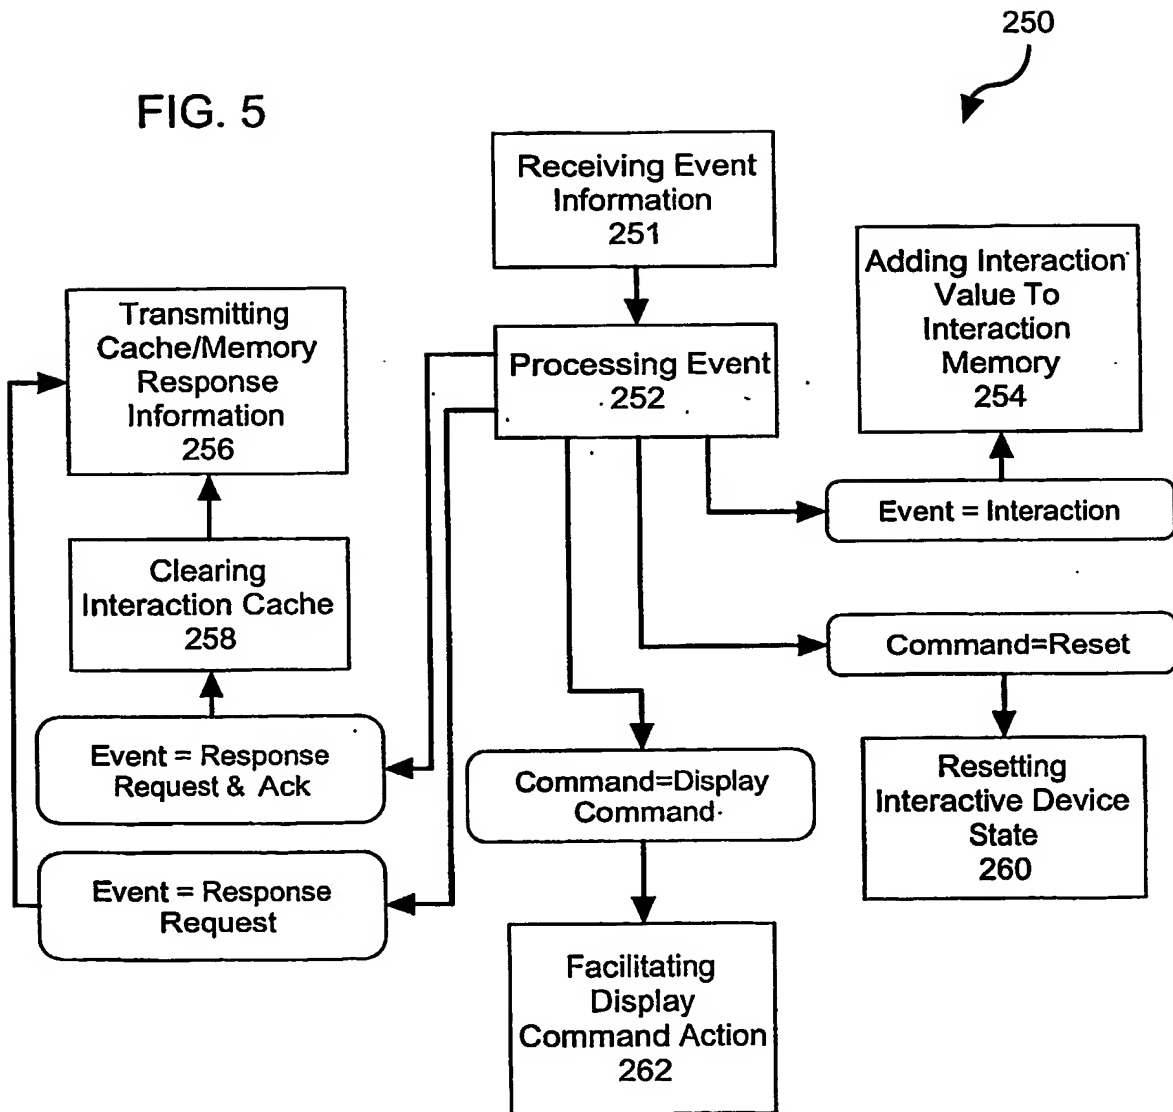 250
FIG. 5
Receiving Event
Information
251
Adding Interaction
Value To
Interaction
Memory
254
Transmitting
Cache/Memory
Response
Information
256
Processing Event
252
Event = Interaction
Clearing
Interaction Cache
258
Command=Reset
Event = Response
Request & Ack
Command=Display
Command
Resetting
Interactive Device
State
260
Event = Response
Request
Facilitating
Display
Command Action
262